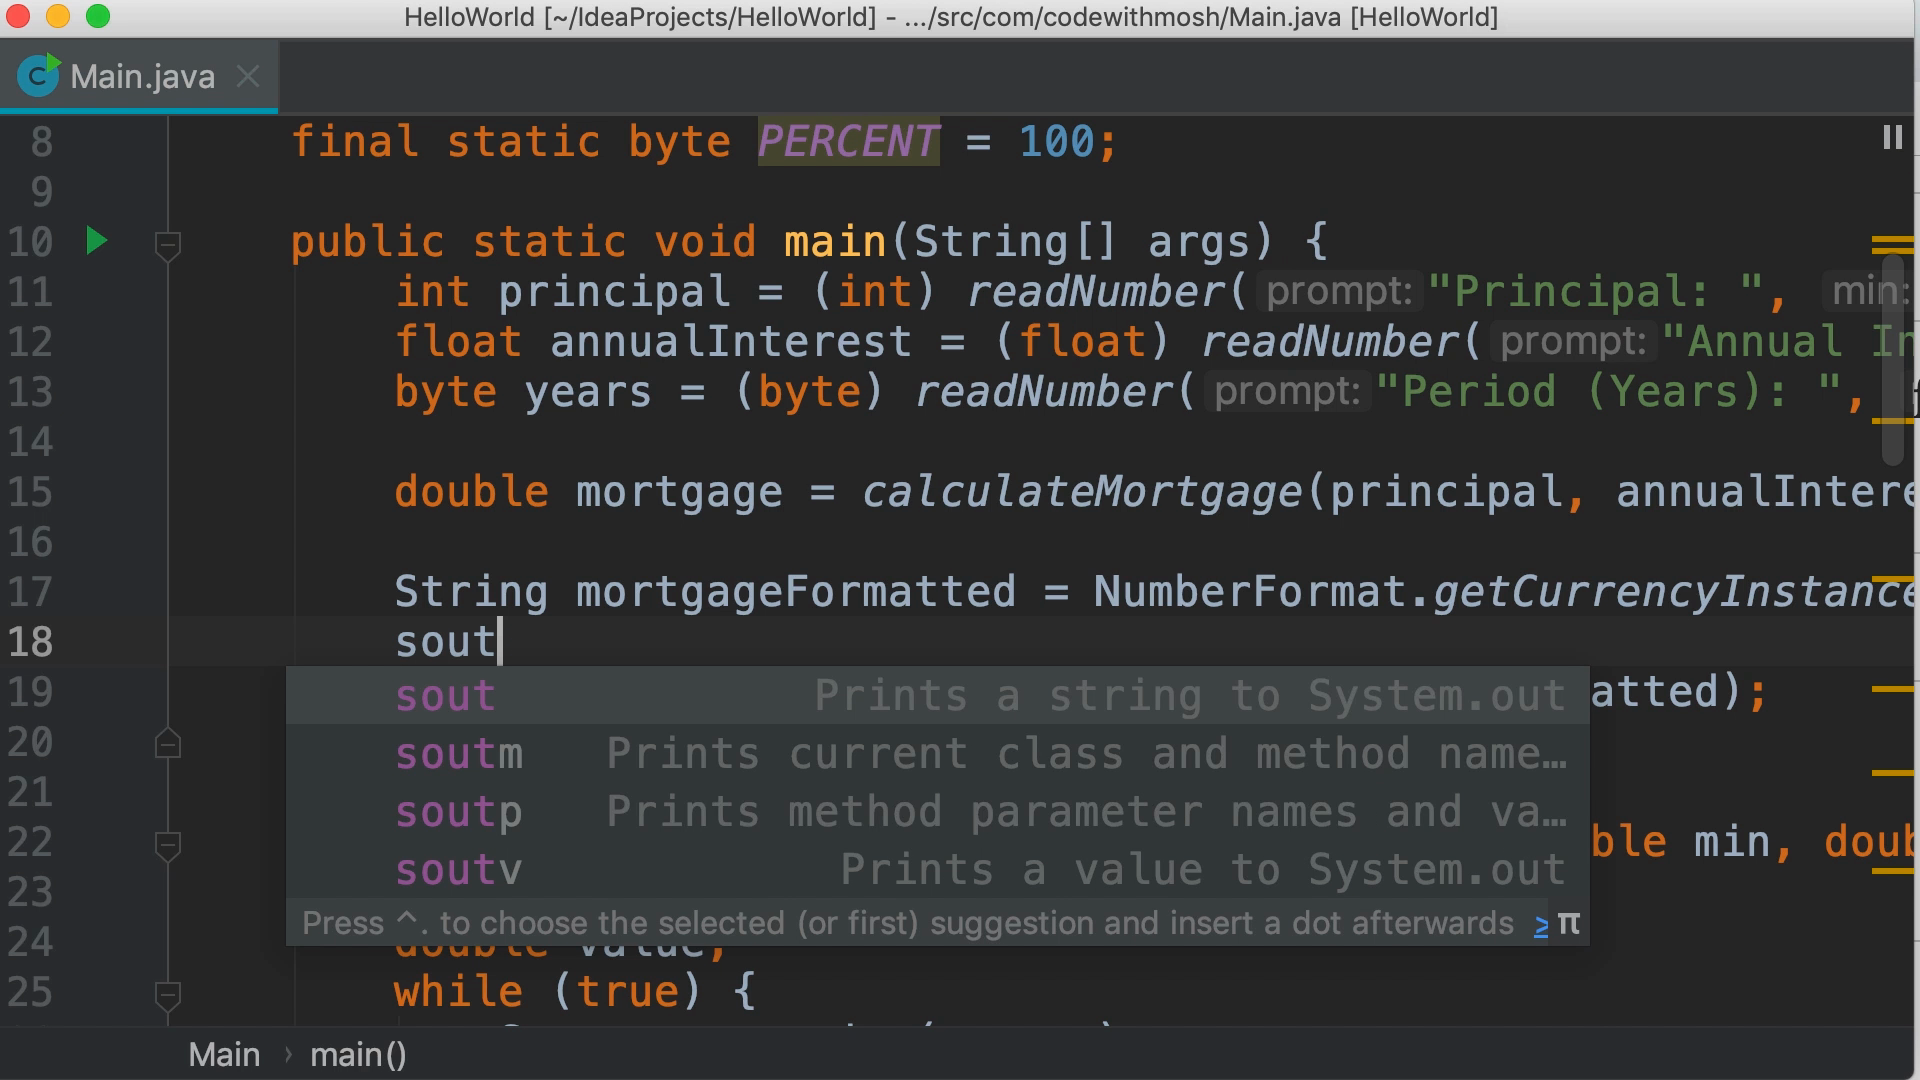 HelloWorld [~/IdeaProjects/HelloWorld] - .../src/com/codewithmosh/Main.java [HelloWorld]
Main.java
8 final static byte PERCENT = 100;
9
10 public static void main(String[] args) {
11 int principal = (int) readNumber( prompt: "Principal: ", min:
12 float annualInterest = (float) readNumber( prompt: "Annual In
13 byte years = (byte) readNumber( prompt: "Period (Years): ",
14
15 double mortgage = calculateMortgage(principal, annualIntere
16
17 String mortgageFormatted = NumberFormat.getCurrencyInstance
18 sout
19 atted);
sout Prints a string to System.out
20
soutm Prints current class and method name…
21
soutp Prints method parameter names and va…
22 ble min, doub
soutv Prints a value to System.out
23
Press ^. to choose the selected (or first) suggestion and insert a dot afterwards ≥ π
24 double value;
25 while (true) {
Main › main()